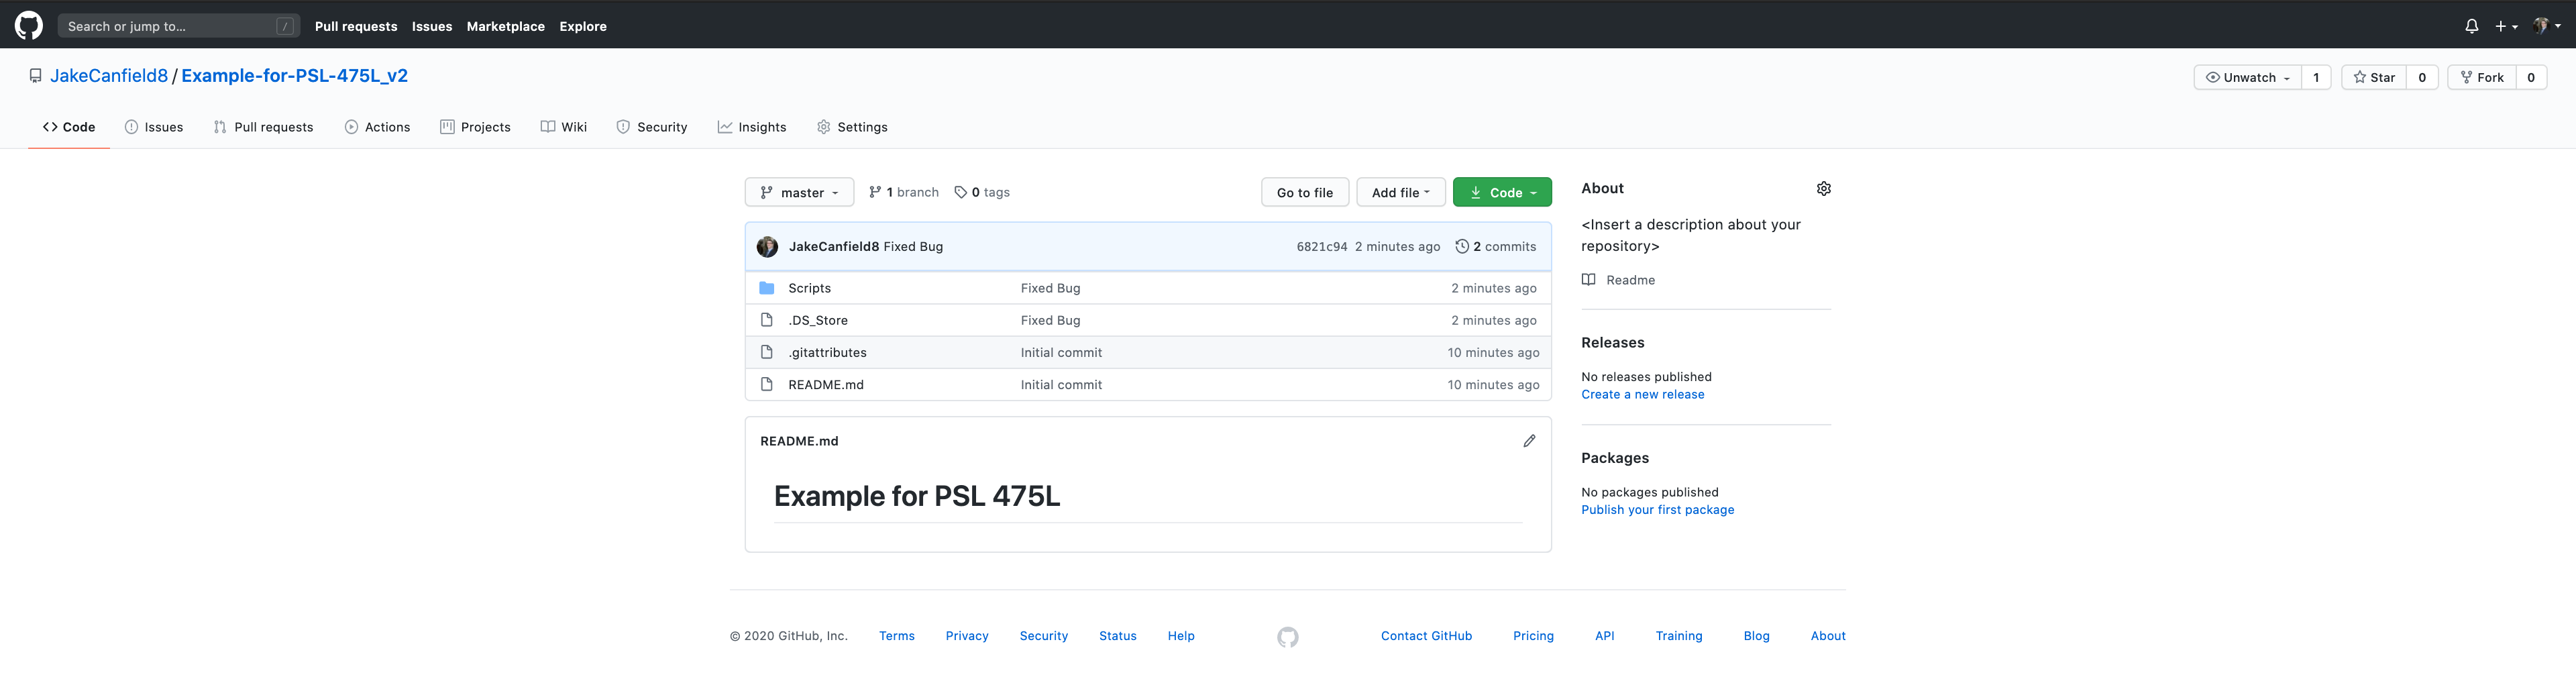 Search or jump to... /
Pull requests Issues Marketplace Explore
JakeCanfield8 / Example-for-PSL-475L_v2
Unwatch 1 Star 0 Fork 0
Code Issues Pull requests Actions Projects Wiki Security Insights Settings
master 1 branch 0 tags
Go to file Add file Code
JakeCanfield8 Fixed Bug 6821c94 2 minutes ago 2 commits
Scripts Fixed Bug 2 minutes ago
.DS_Store Fixed Bug 2 minutes ago
.gitattributes Initial commit 10 minutes ago
README.md Initial commit 10 minutes ago
README.md
Example for PSL 475L
About
<Insert a description about your
repository>
Readme
Releases
No releases published
Create a new release
Packages
No packages published
Publish your first package
© 2020 GitHub, Inc. Terms Privacy Security Status Help Contact GitHub Pricing API Training Blog About